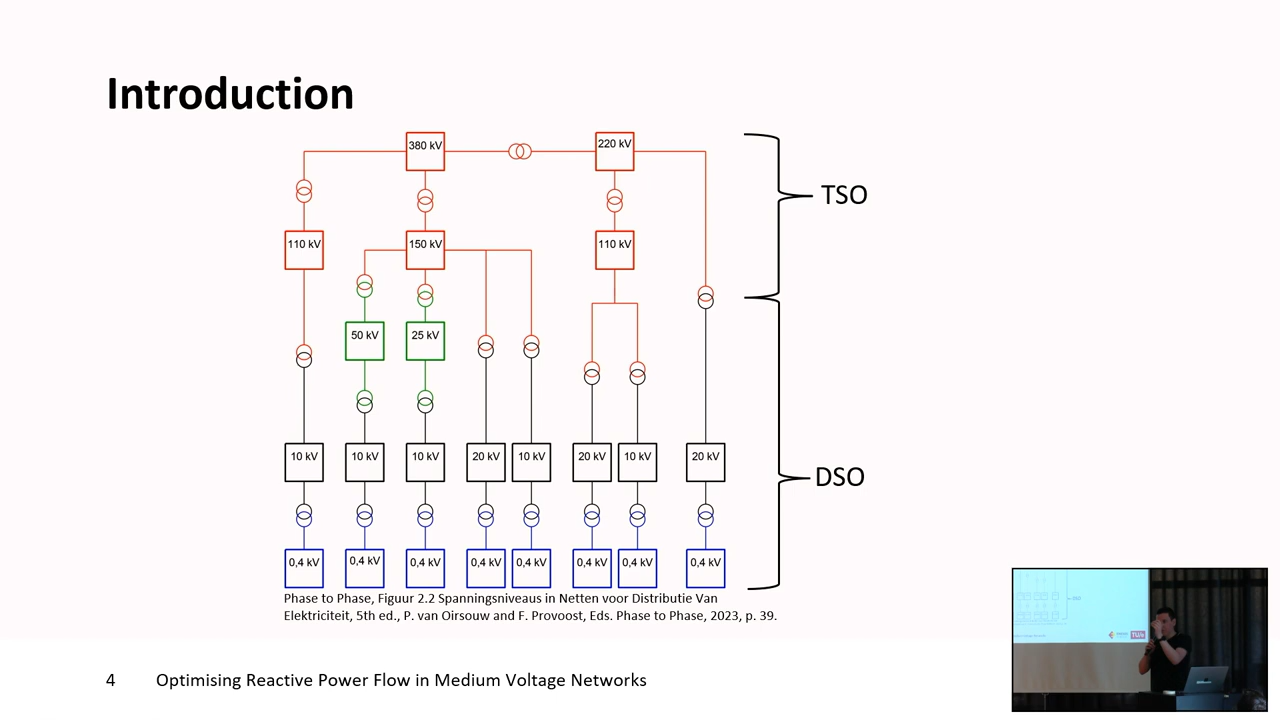 Introduction
380 kV
220 kV
TSO
110 kV
150 kV
110 kV
50 kV
25 kV
10 kV
10 kV
10 kV
20 kV
10 kV
20 kV
10 kV
20 kV
DSO
0,4 kV
0,4 kV
0,4 kV
0,4 kV
0,4 kV
0,4 kV
0,4 kV
0,4 kV
Phase to Phase, Figuur 2.2 Spanningsniveaus in Netten voor Distributie Van
Elektriciteit, 5th ed., P. van Oirsouw and F. Provoost, Eds. Phase to Phase, 2023, p. 39.
4 Optimising Reactive Power Flow in Medium Voltage Networks
TU/e